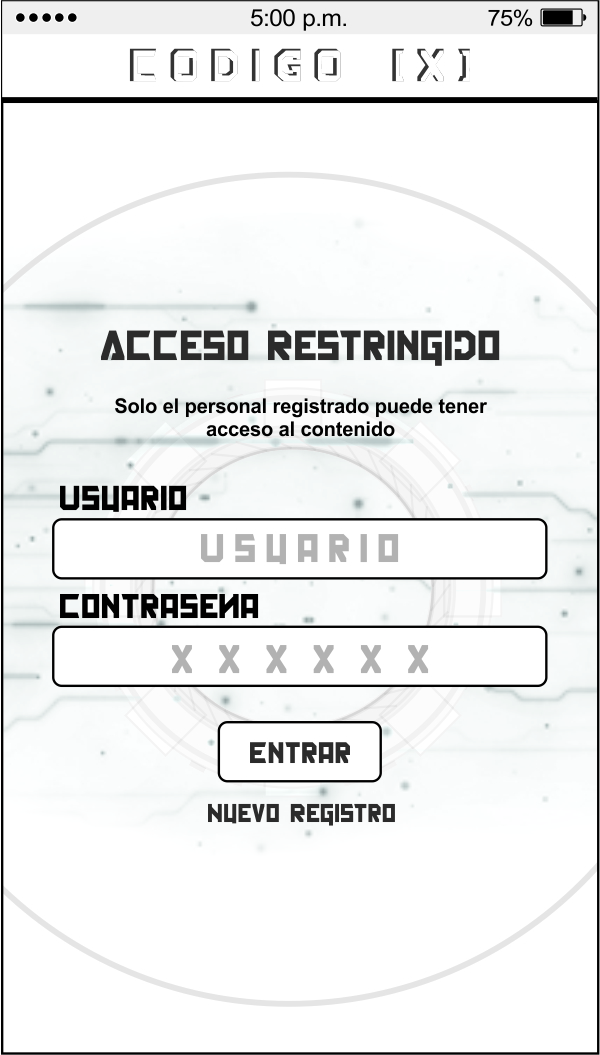 5:00 p.m. 75%
CODIGO [X]
ACCESO RESTRINGIDO
Solo el personal registrado puede tener
acceso al contenido
USUARIO
USUARIO
CONTRASEÑA
X X X X X X
ENTRAR
NUEVO REGISTRO